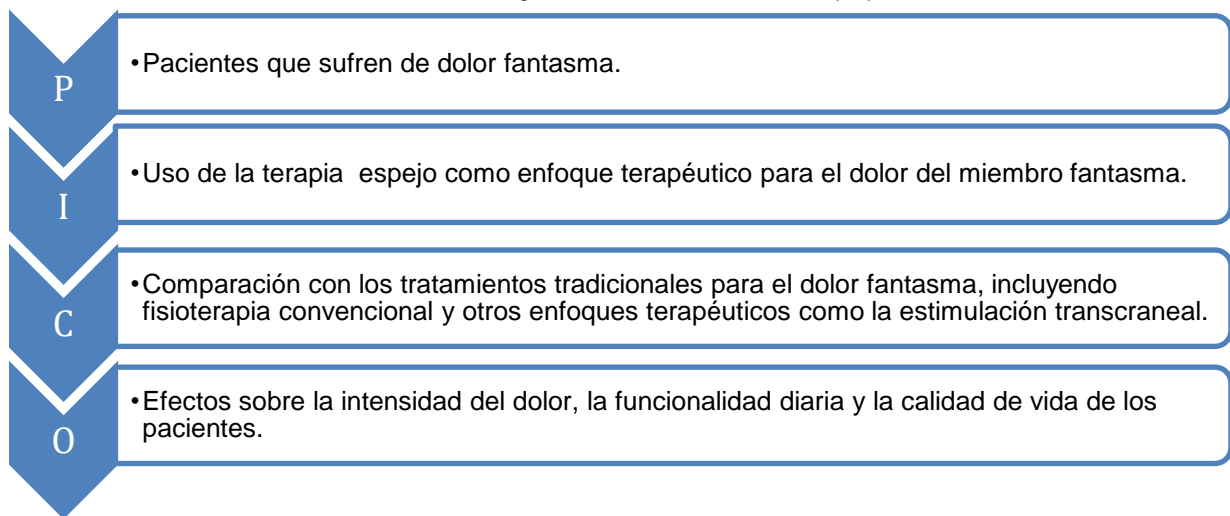 P
•Pacientes que sufren de dolor fantasma.
I
•Uso de la terapia  espejo como enfoque terapéutico para el dolor del miembro fantasma.
C
•Comparación con los tratamientos tradicionales para el dolor fantasma, incluyendo
fisioterapia convencional y otros enfoques terapéuticos como la estimulación transcraneal.
O
•Efectos sobre la intensidad del dolor, la funcionalidad diaria y la calidad de vida de los
pacientes.